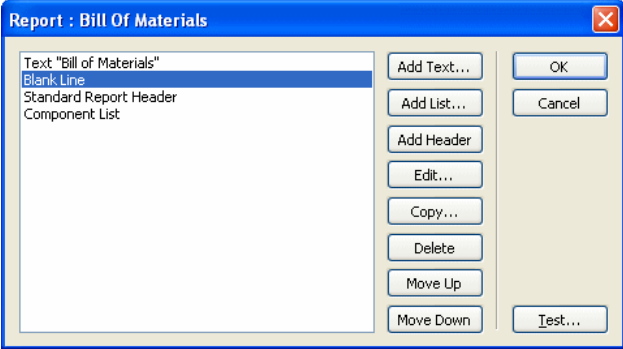 Report : Bill Of Materials
Text "Bill of Materials"
Blank Line
Standard Report Header
Component List
Add Text...
Add List...
Add Header
Edit...
Copy...
Delete
Move Up
Move Down
OK
Cancel
Test...